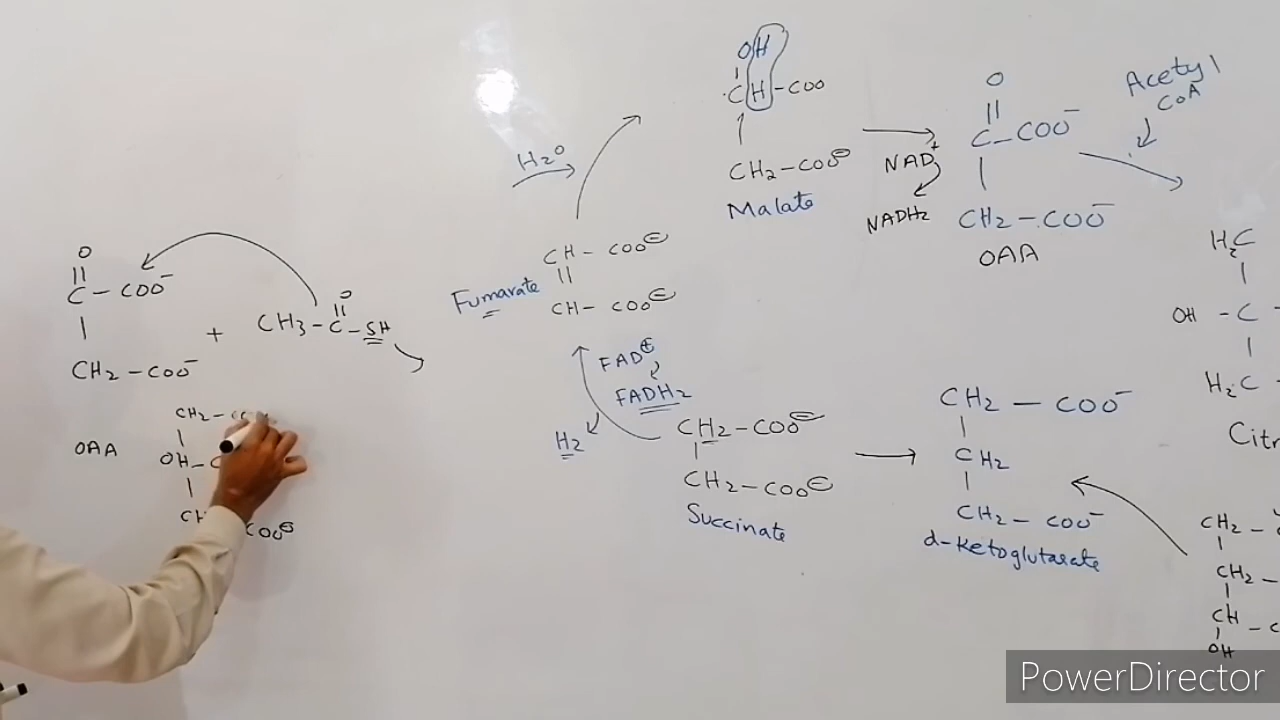 OH
CH-COO
CH2-COO⊖
Malate
H2O
NAD+
NADH2
O
C-COO-
CH2-COO-
OAA
Acetyl
CoA
O
C-COO-
CH2-COO-
+
O
CH3-C-SH
OAA
CH2-
OH-
COO⊖
Fumarate
CH-COO⊖
CH-COO⊖
FAD⊕
FADH2
H2
CH2-COO⊖
CH2-COO⊖
Succinate
CH2-COO-
CH2
CH2-COO-
α-Ketoglutarate
H2C
OH-C-
H2C-
CH2-
CH2-
CH-
OH
PowerDirector